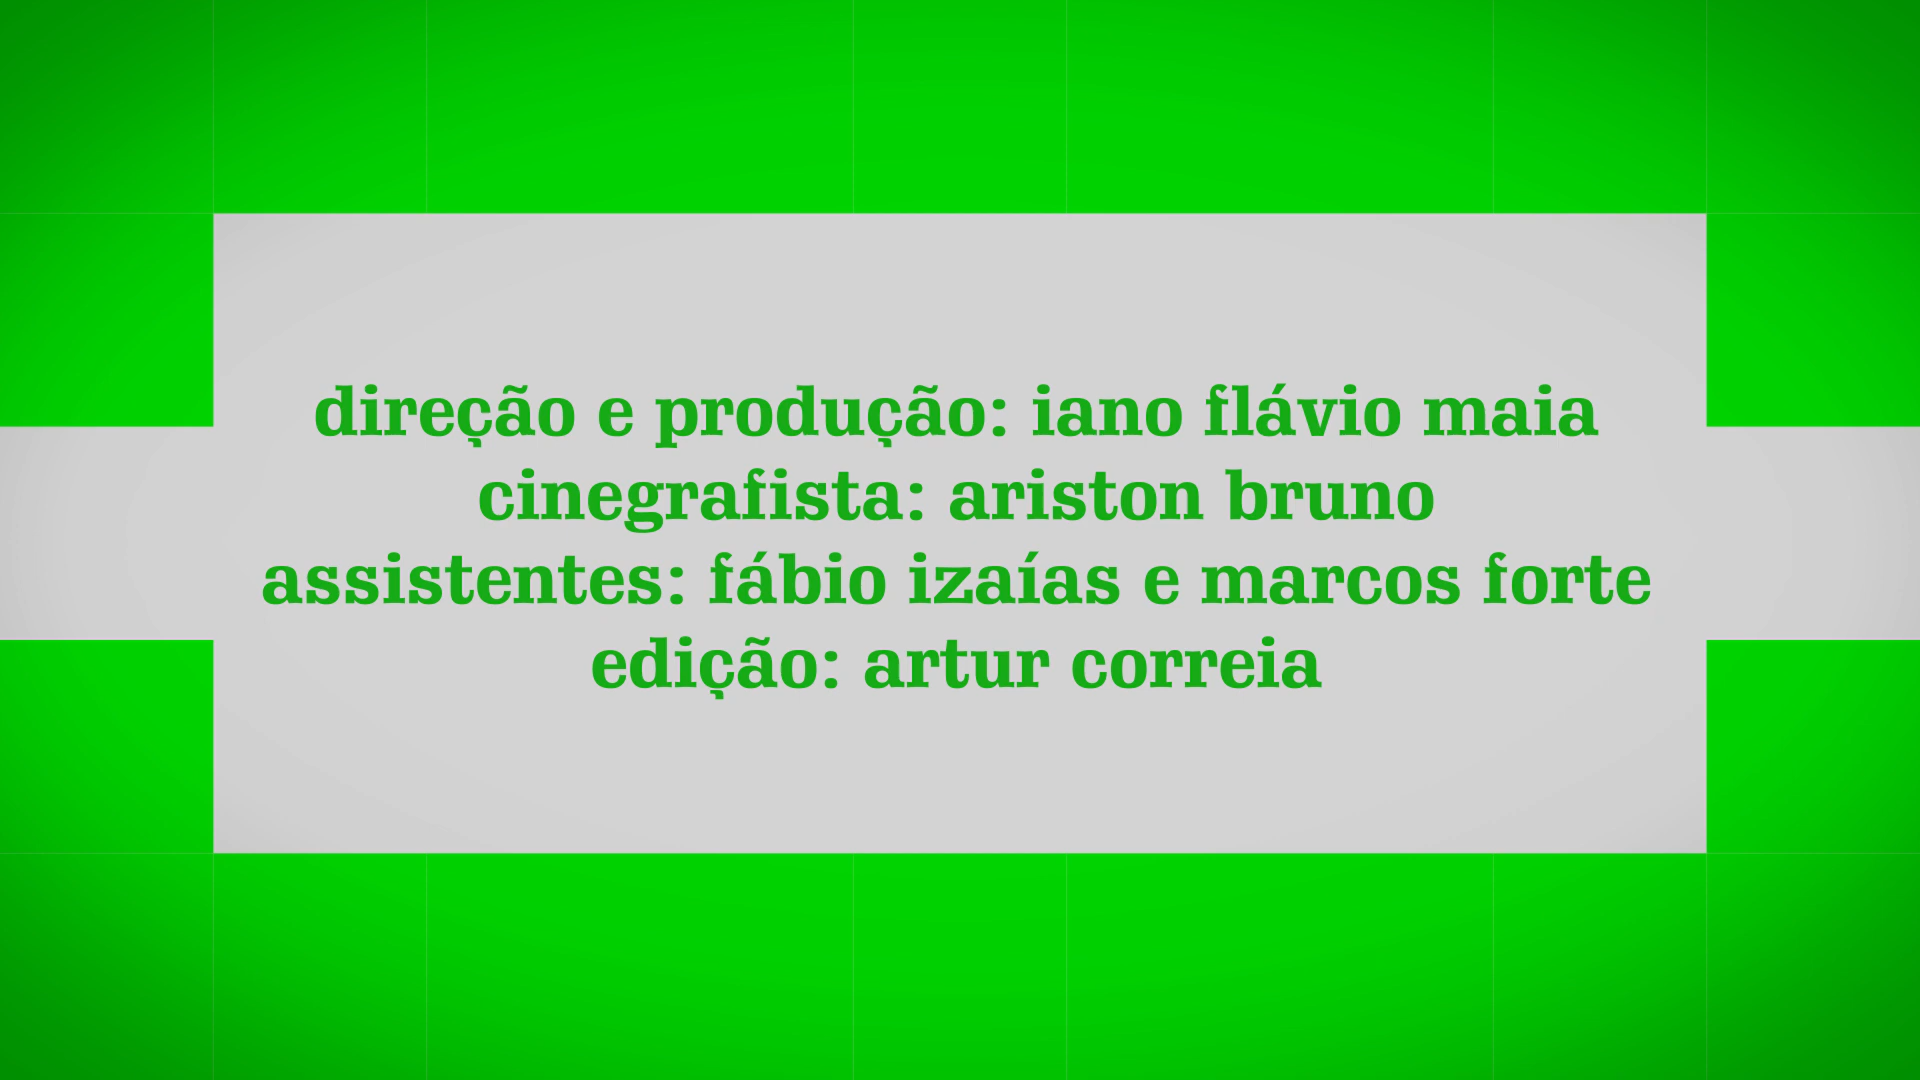 direção e produção: iano flávio maia
cinegrafista: ariston bruno
assistentes: fábio izaías e marcos forte
edição: artur correia